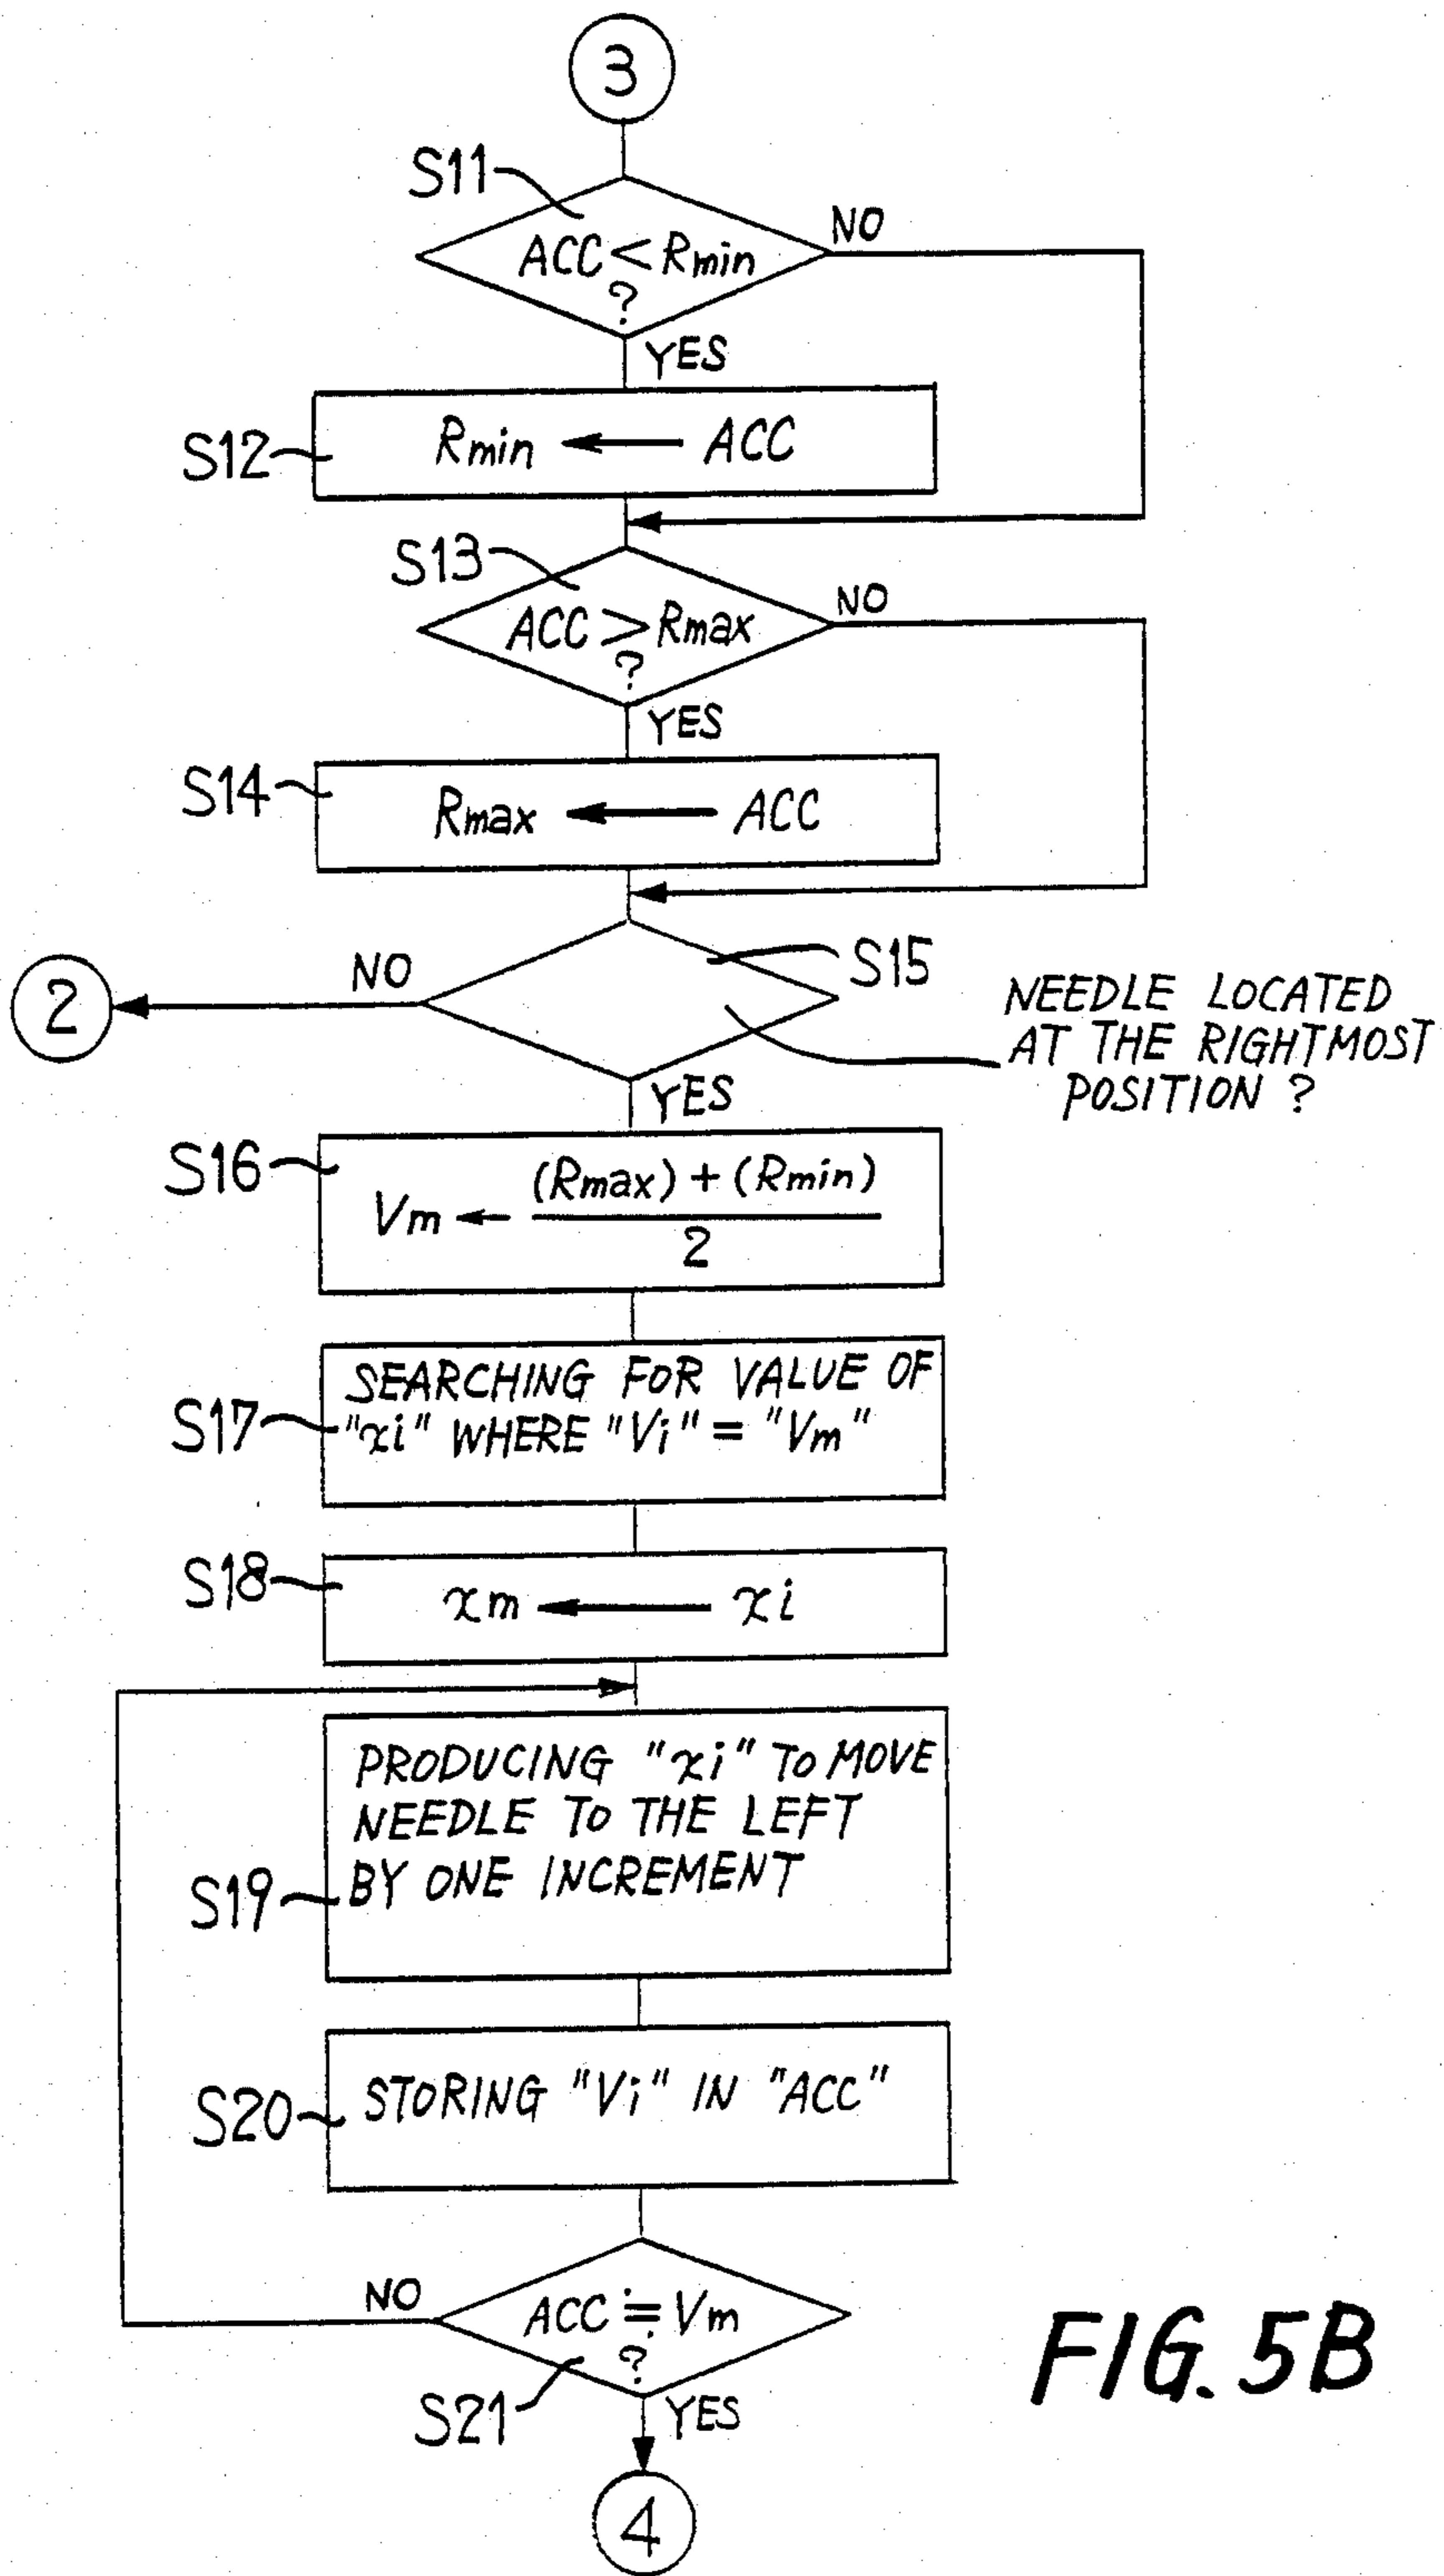 3
S11
ACC < Rmin
?
NO
YES
S12
Rmin ← ACC
S13
ACC > Rmax
?
NO
YES
S14
Rmax ← ACC
S15
NO
2
NEEDLE LOCATED
AT THE RIGHTMOST
POSITION ?
YES
S16
(Rmax) + (Rmin)
Vm ←
2
S17
SEARCHING FOR VALUE OF
"xi" WHERE "Vi" = "Vm"
S18
xm ← xi
S19
PRODUCING "xi" TO MOVE
NEEDLE TO THE LEFT
BY ONE INCREMENT
S20
STORING "Vi" IN "ACC"
NO
ACC ≒ Vm
?
S21
YES
4
FIG. 5B